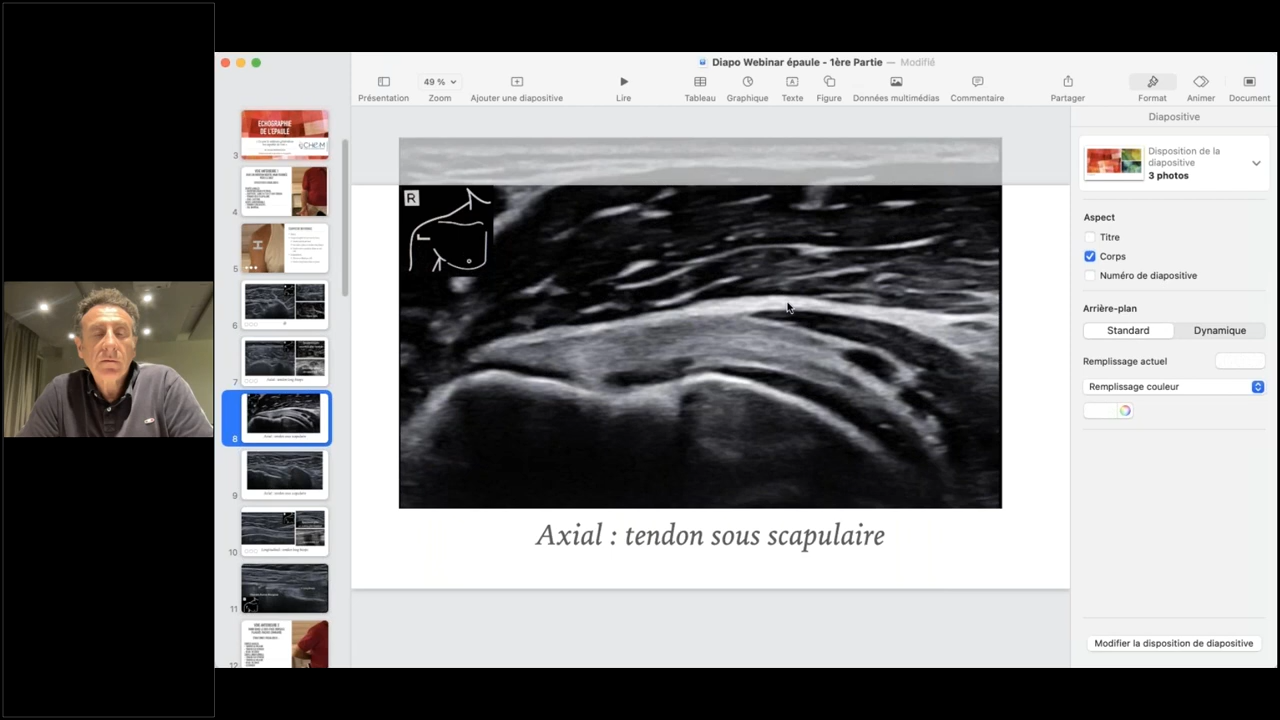 Diapo Webinar épaule - 1ère Partie — Modifié
49 %
Présentation Zoom Ajouter une diapositive Lire Tableau Graphique Texte Figure Données multimédias Commentaire Partager Format Animer Document
Diapositive
Disposition de la
diapositive
3 photos
Aspect
Titre
Corps
Numéro de diapositive
Arrière-plan
Standard Dynamique
Remplissage actuel
Remplissage couleur
Modifier la disposition de diapositive
ECHOGRAPHIE
DE L'ÉPAULE
3
4
5
6
7
8
9
10
11
12
R
Axial : tendon sous scapulaire